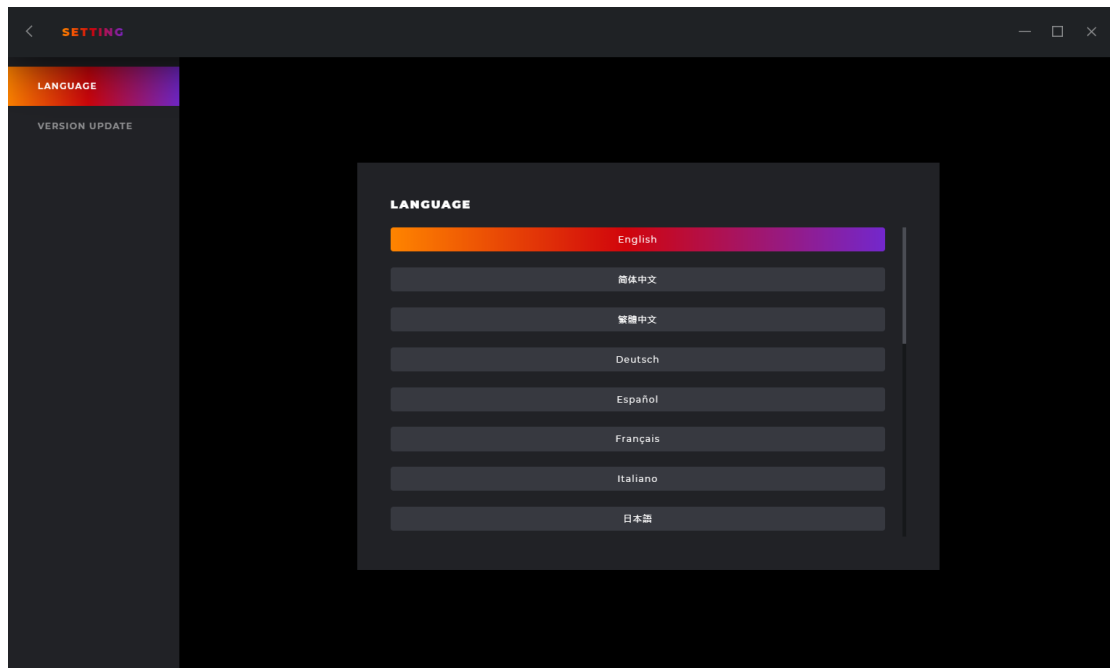 SETTING
LANGUAGE
VERSION UPDATE
LANGUAGE
English
简体中文
繁體中文
Deutsch
Español
Français
Italiano
日本語